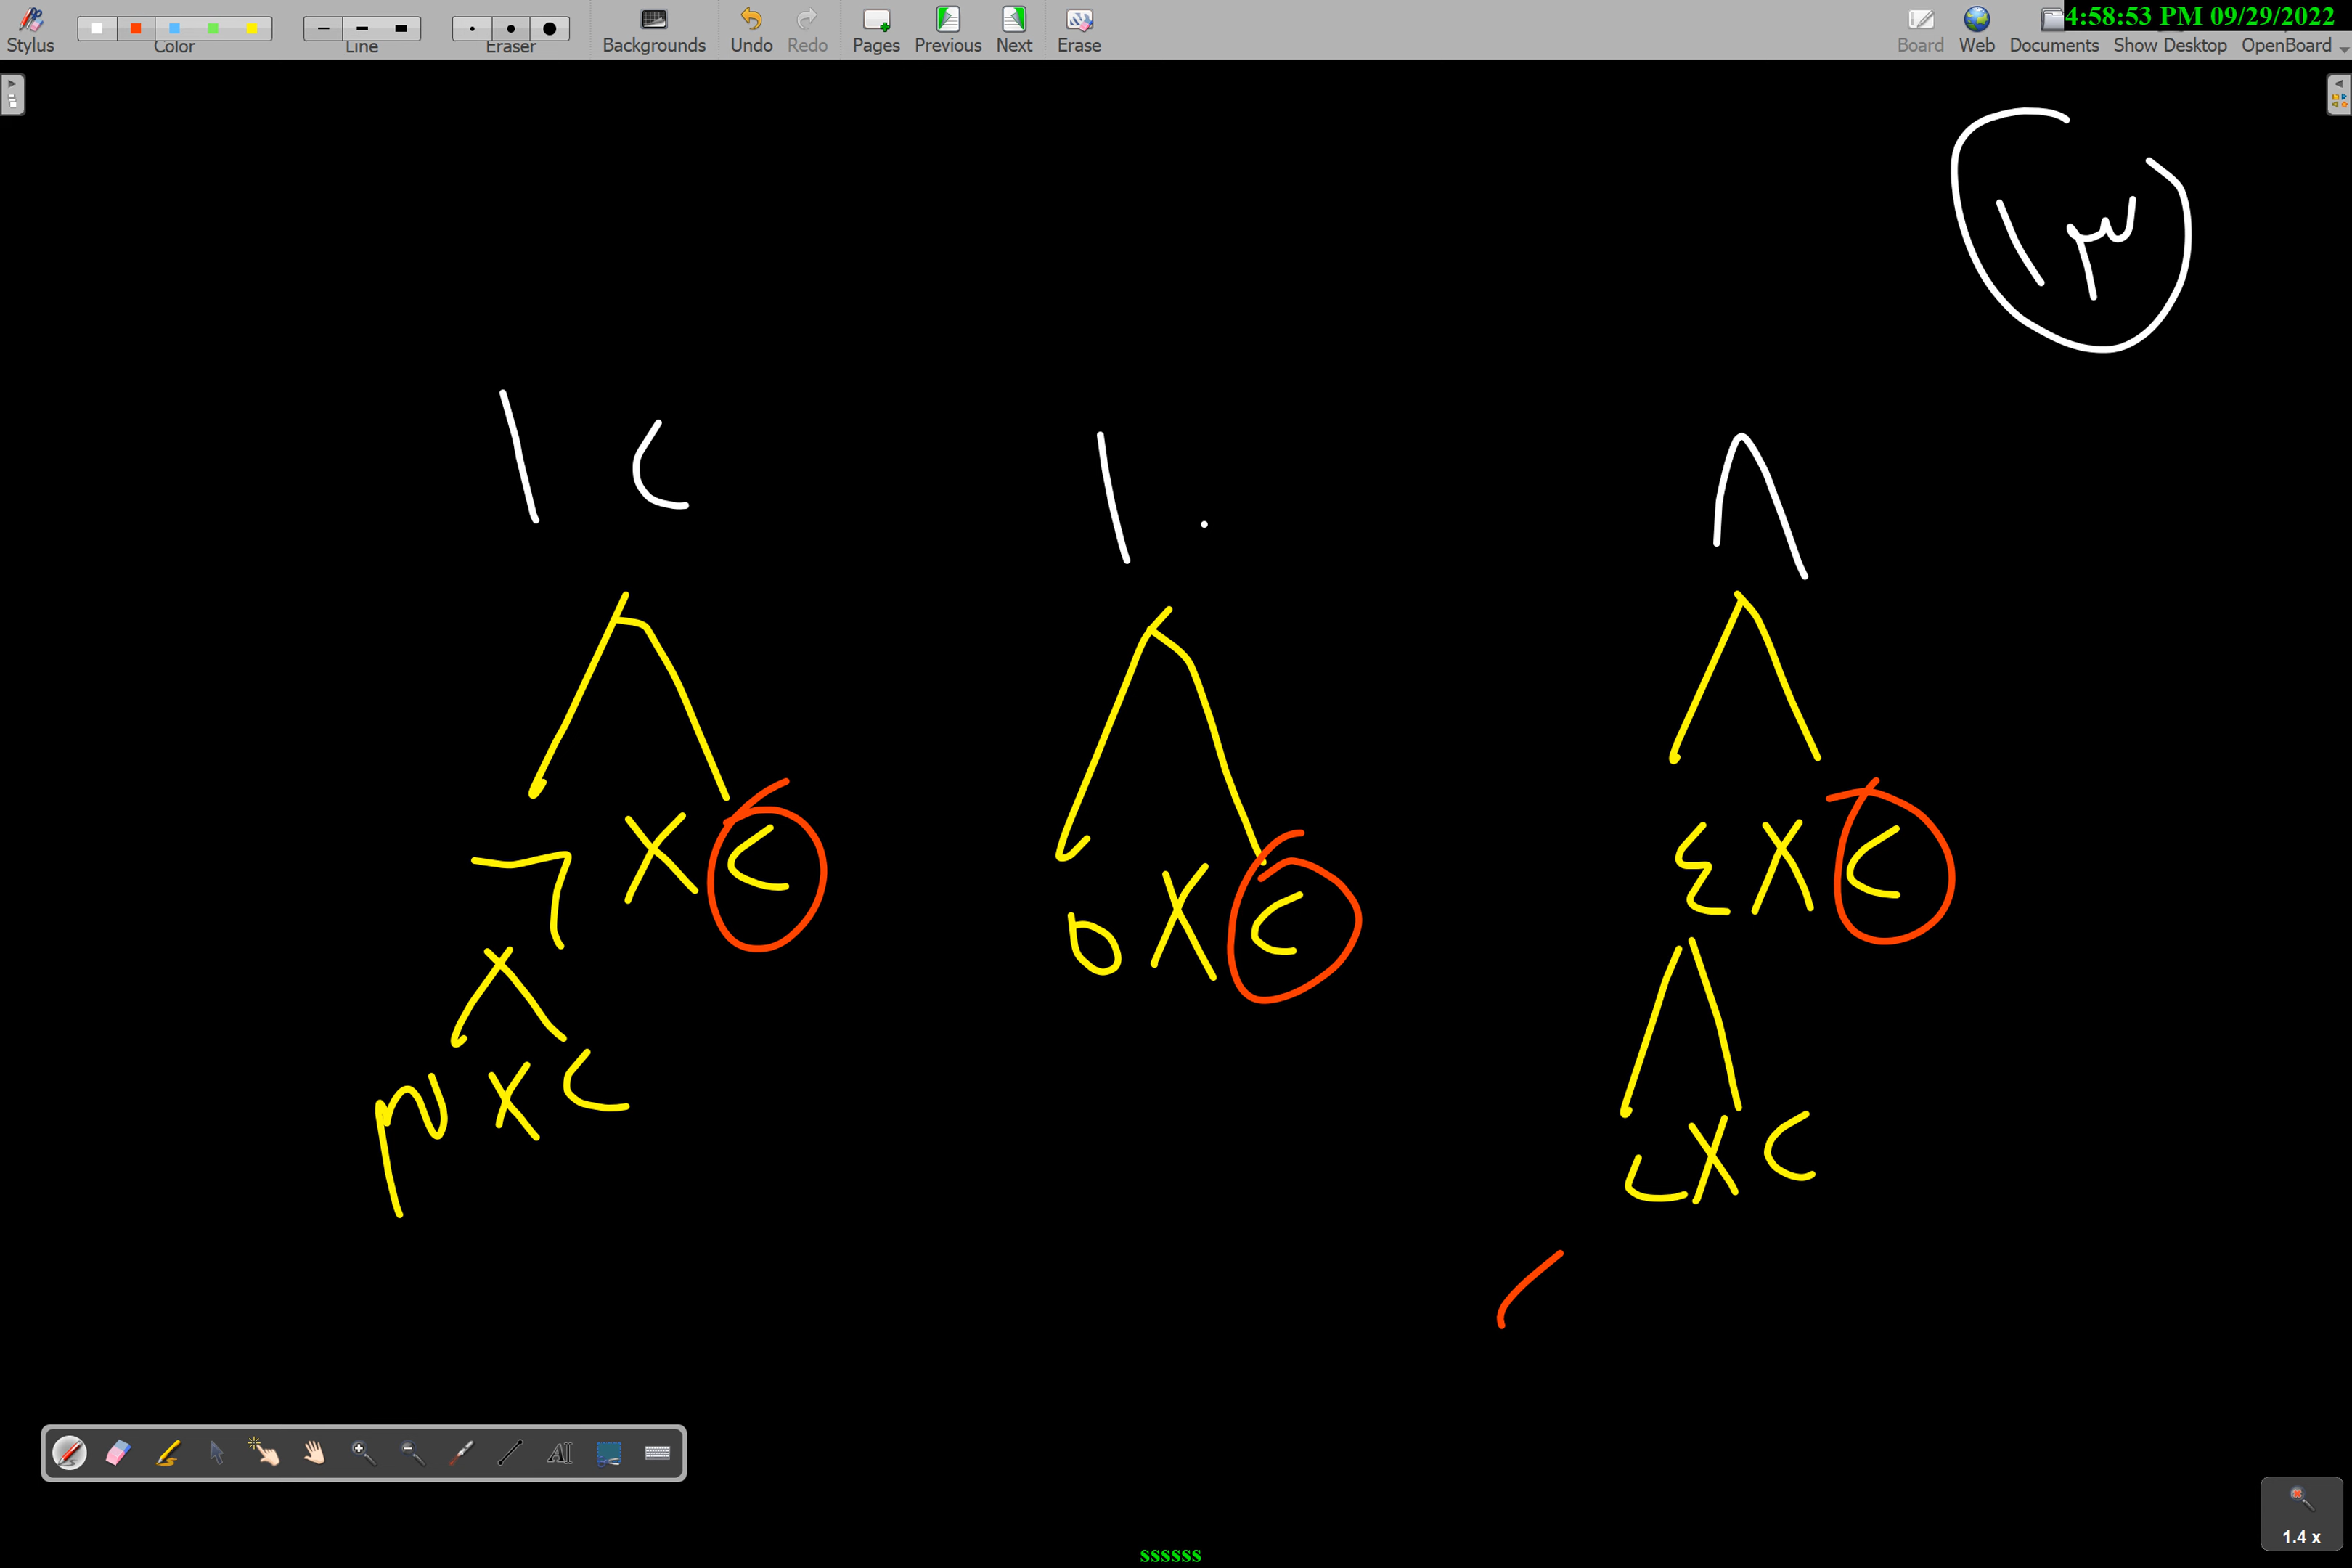 4:58:53 PM 09/29/2022
Stylus Color Line Eraser Backgrounds Undo Redo Pages Previous Next Erase Board Web Documents Show Desktop OpenBoard
١٣
١٢ ١٠ ٨
٦×٢ ٥×٢ ٤×٢
٣×٢ ٢×٢
AI
1.4 x
ssssss